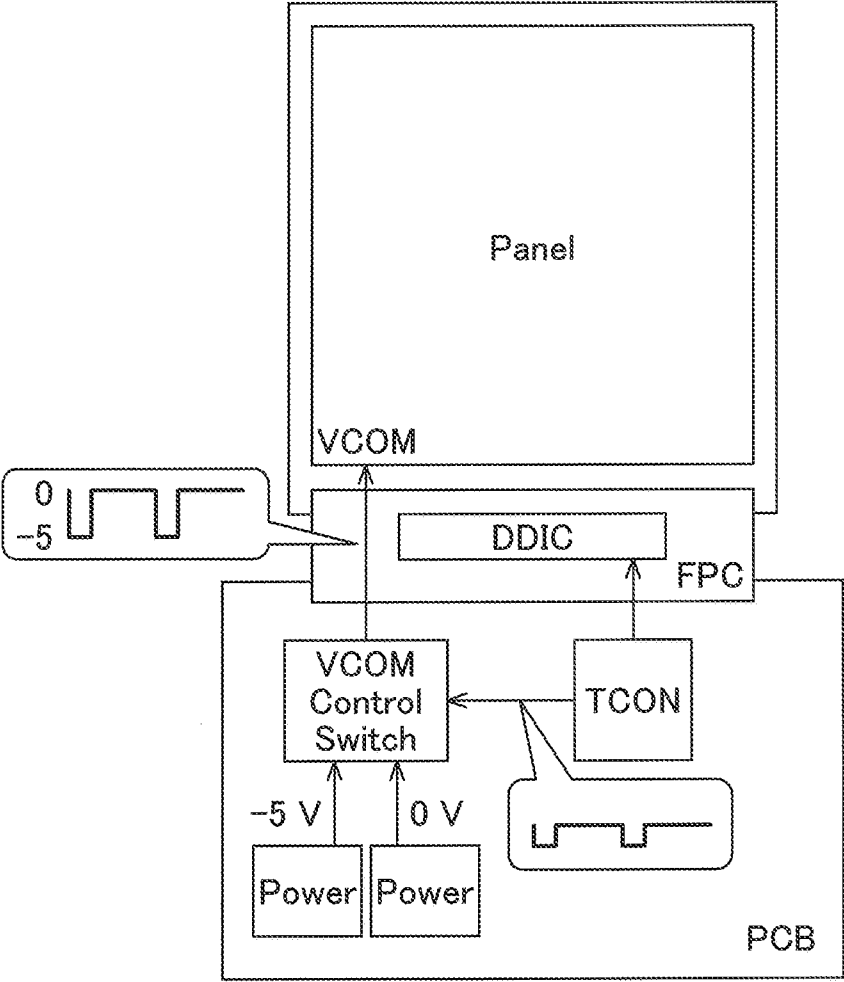 Panel
VCOM
0
-5
DDIC
FPC
VCOM
Control
Switch
TCON
-5 V
0 V
Power
Power
PCB